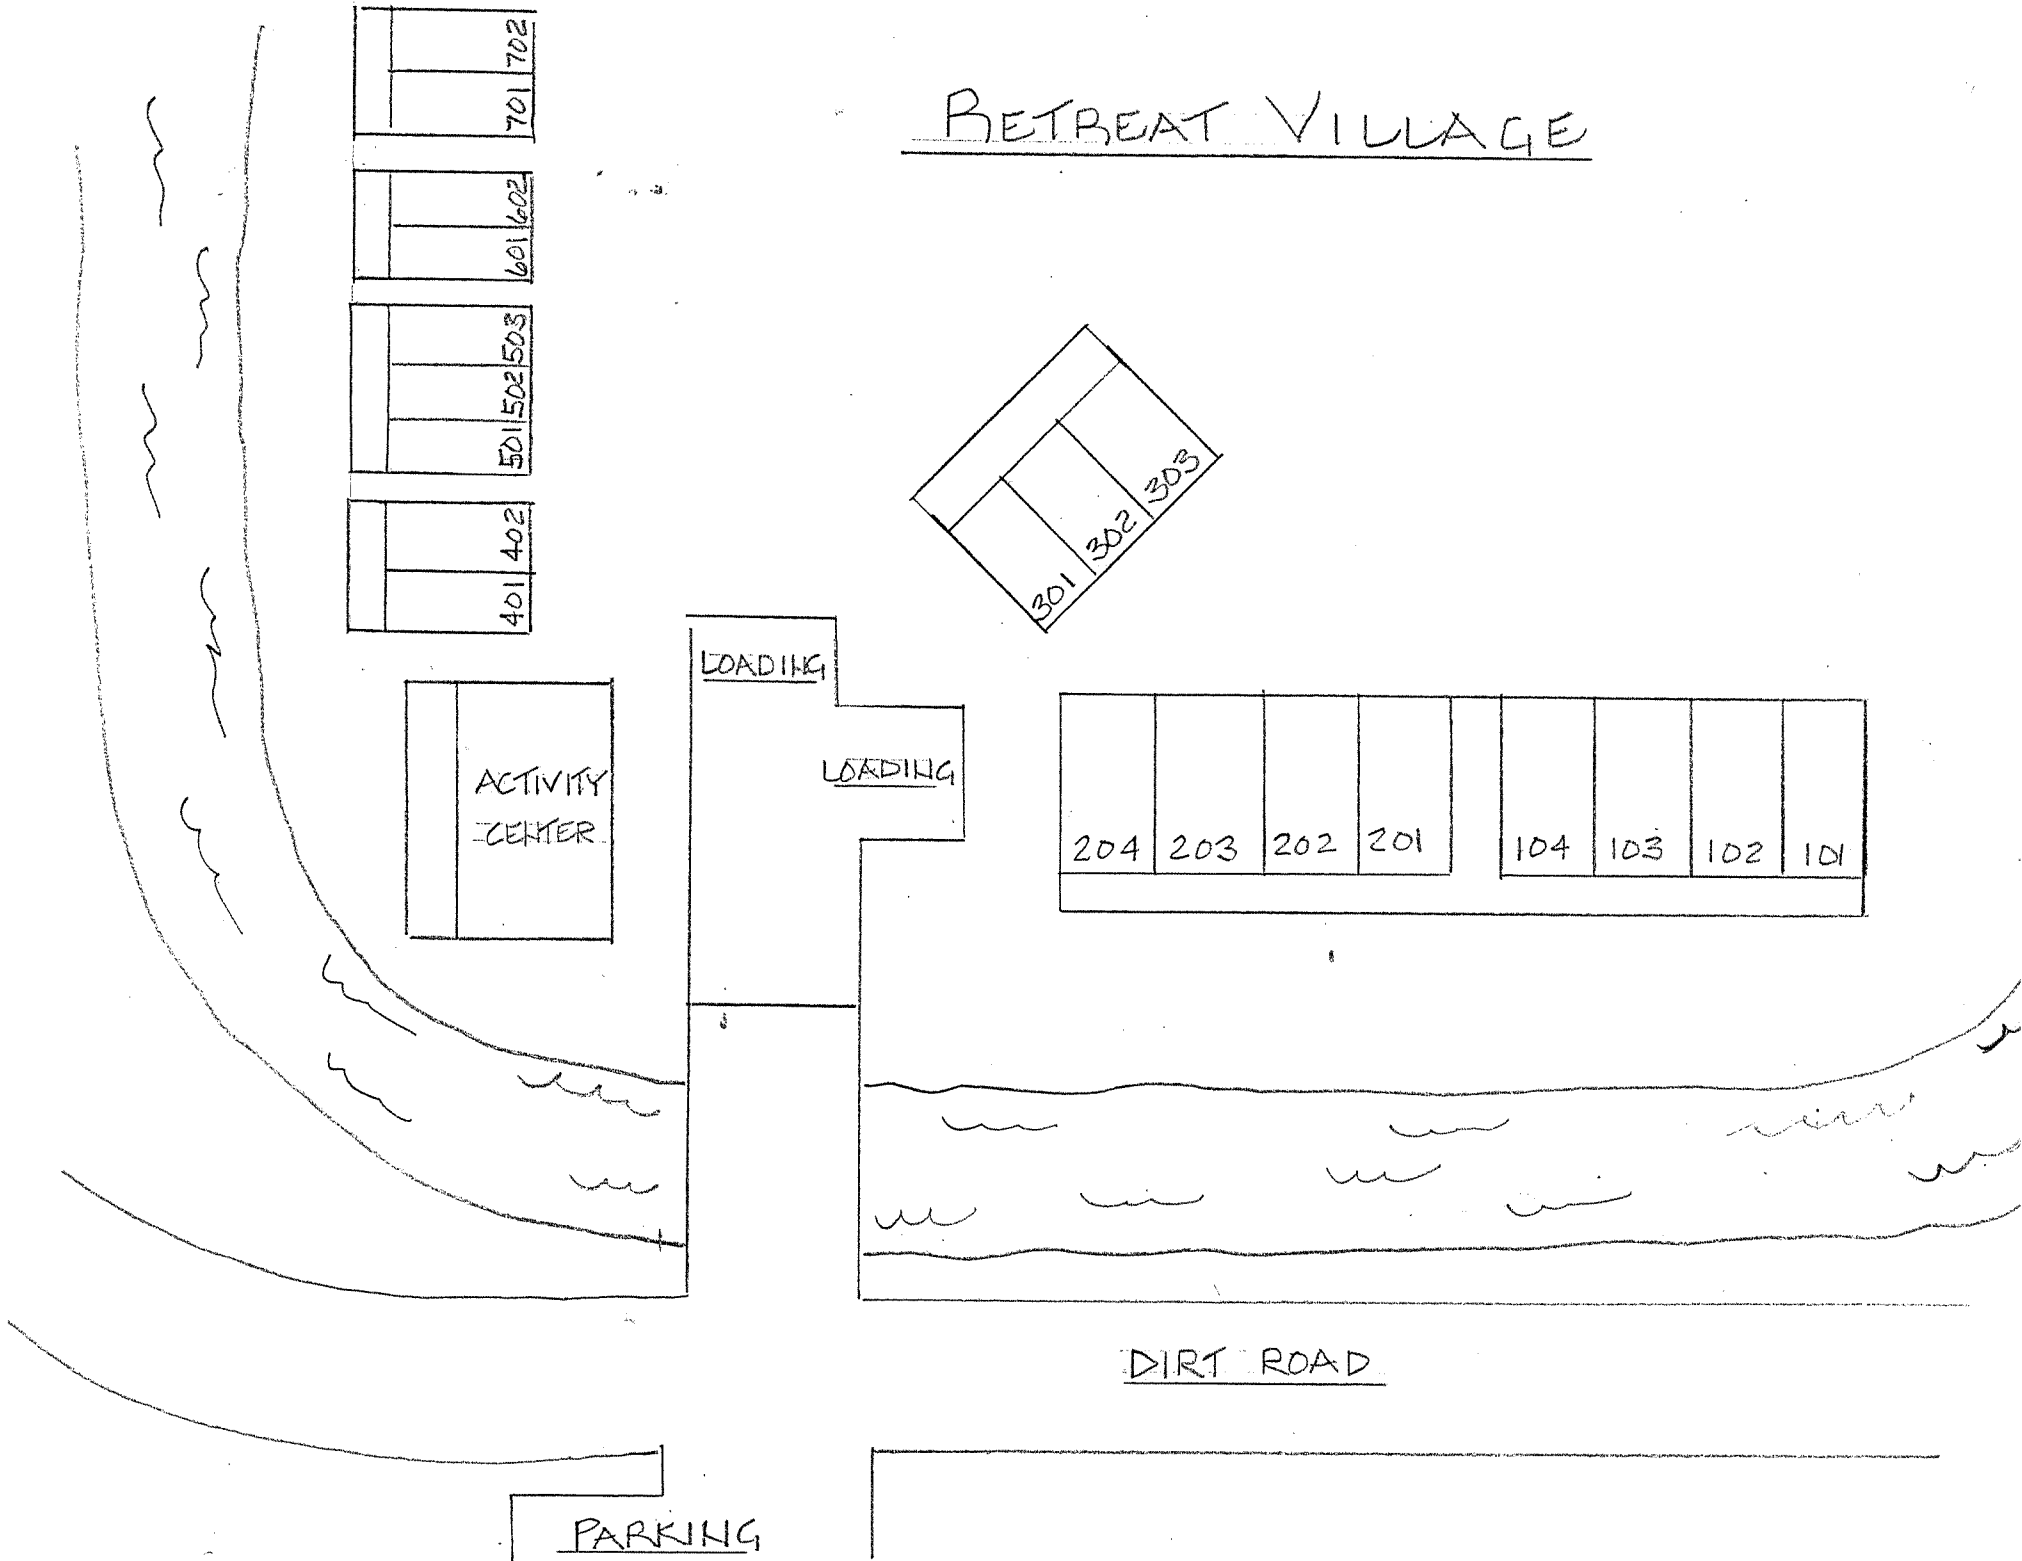 RETREAT VILLAGE
702
701
602
601
503
502
501
402
401
303
302
301
LOADING
LOADING
ACTIVITY
CENTER
204 203 202 201 104 103 102 101
DIRT ROAD
PARKING